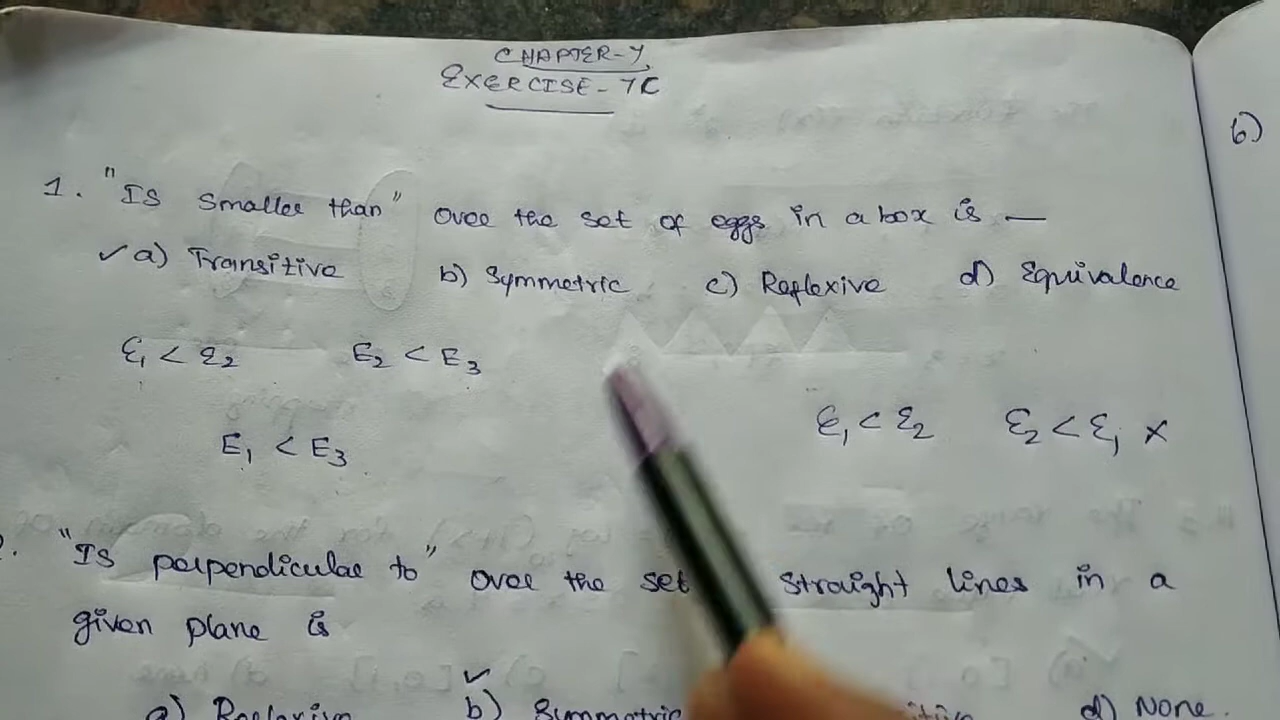 CHAPTER-7
EXERCISE-7C
1. "Is smaller than" over the set of eggs in a box is —
✓a) Transitive b) Symmetric c) Reflexive d) Equivalence
E₁ < E₂ E₂ < E₃
E₁ < E₂ E₂ < E₁ ×
E₁ < E₃
"Is perpendicular to" over the set straight lines in a
given plane is
a) Reflexive ✓b) Symmetric d) None.
6)